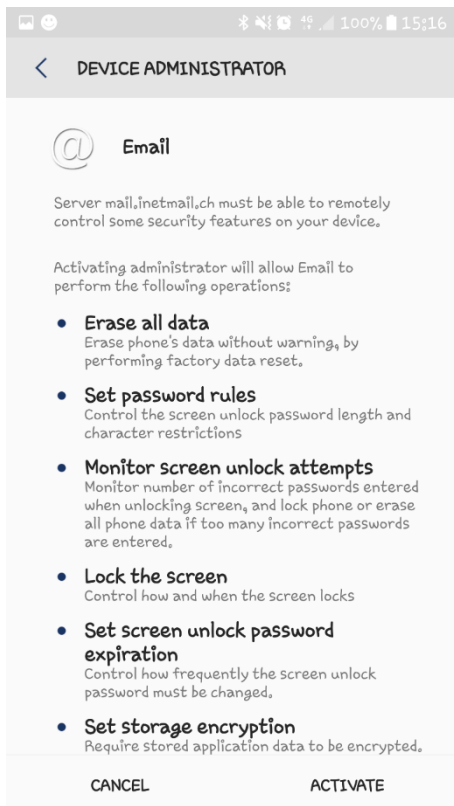 4G 100% 15:16
DEVICE ADMINISTRATOR
@ Email
Server mail.inetmail.ch must be able to remotely
control some security features on your device.
Activating administrator will allow Email to
perform the following operations:
• Erase all data
Erase phone's data without warning, by
performing factory data reset.
• Set password rules
Control the screen unlock password length and
character restrictions
• Monitor screen unlock attempts
Monitor number of incorrect passwords entered
when unlocking screen, and lock phone or erase
all phone data if too many incorrect passwords
are entered.
• Lock the screen
Control how and when the screen locks
• Set screen unlock password
expiration
Control how frequently the screen unlock
password must be changed.
• Set storage encryption
Require stored application data to be encrypted.
CANCEL ACTIVATE